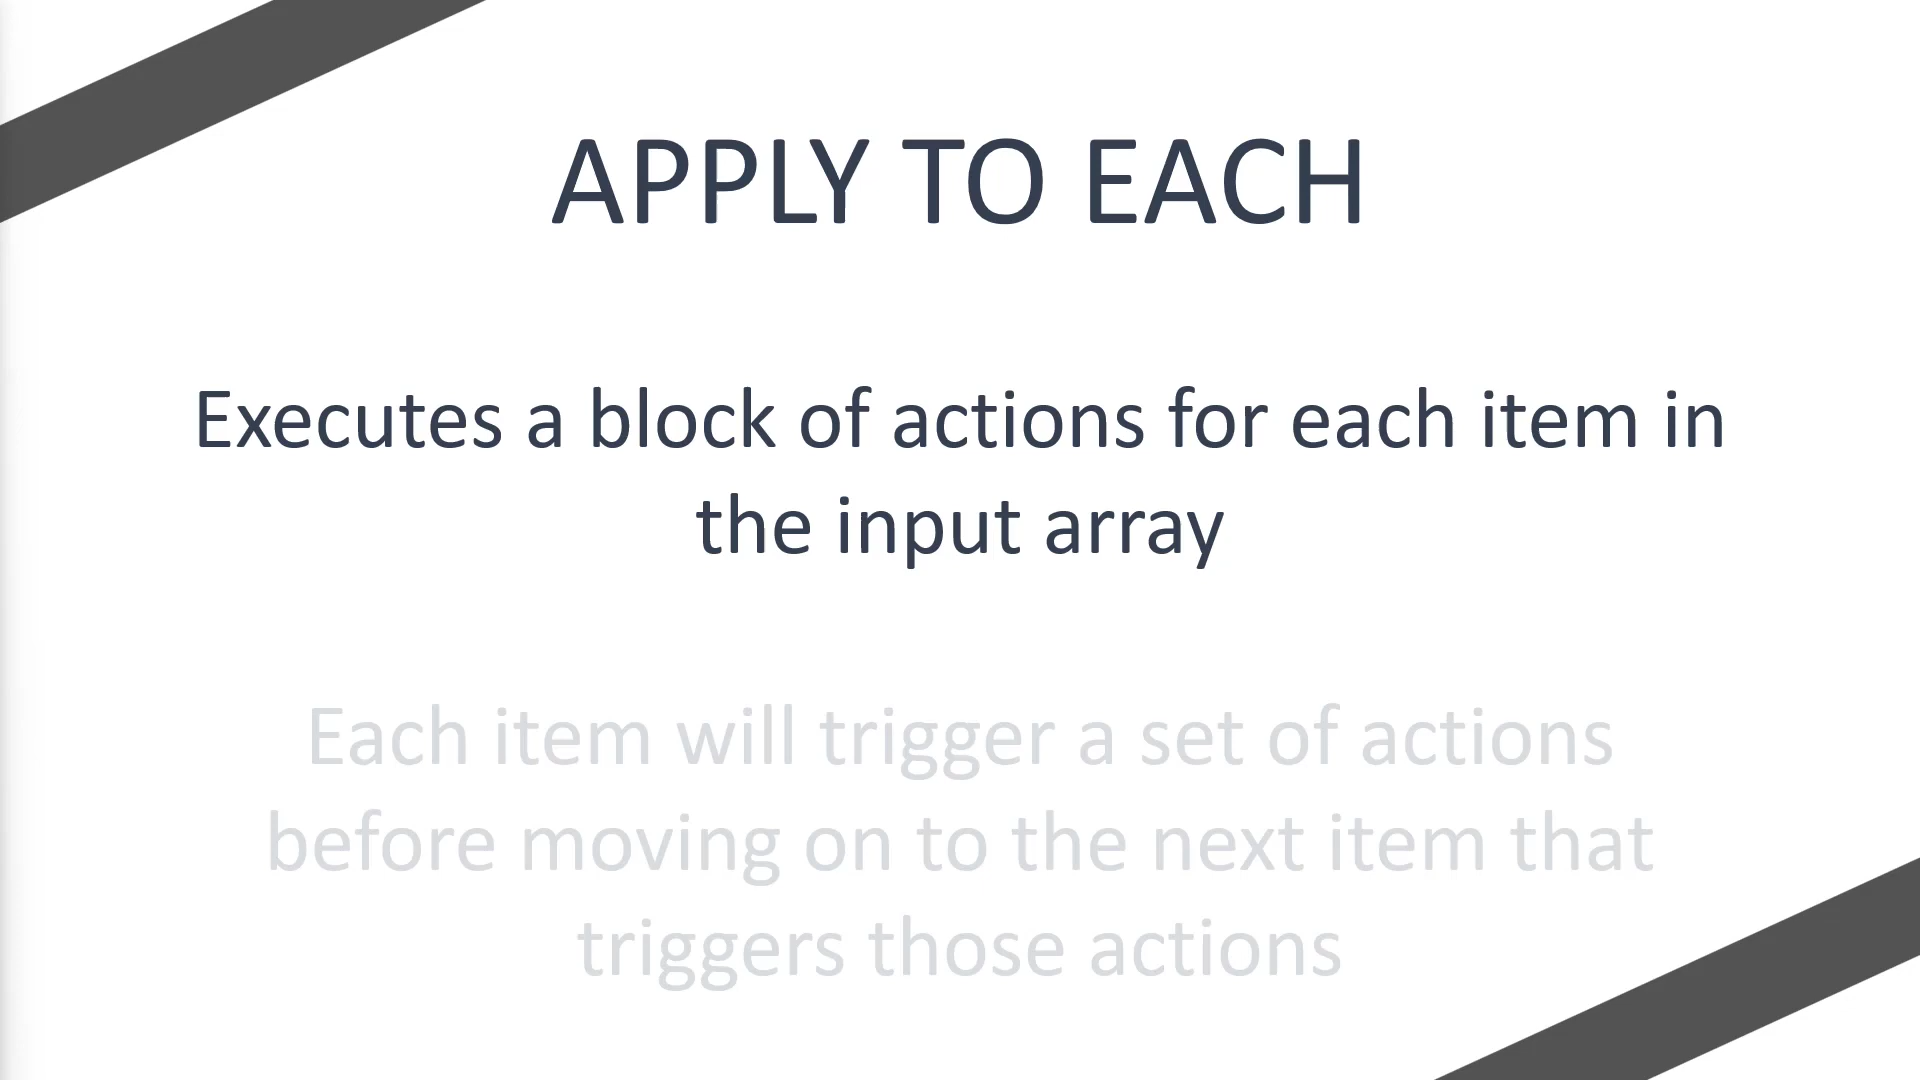 APPLY TO EACH
Executes a block of actions for each item in
the input array
Each item will trigger a set of actions
before moving on to the next item that
triggers those actions